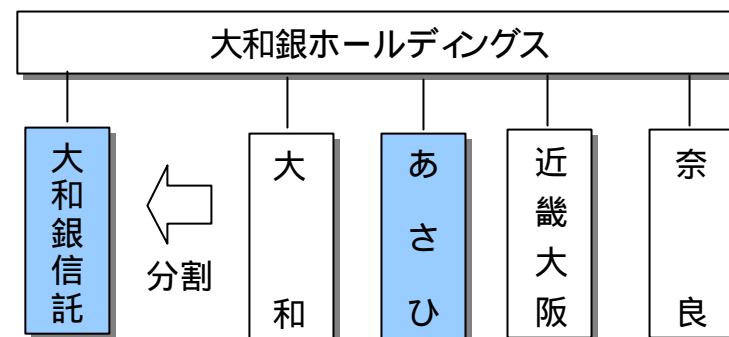 大和銀ホールディングス
大和銀信託
分割
大和
あさひ
近畿大阪
奈良